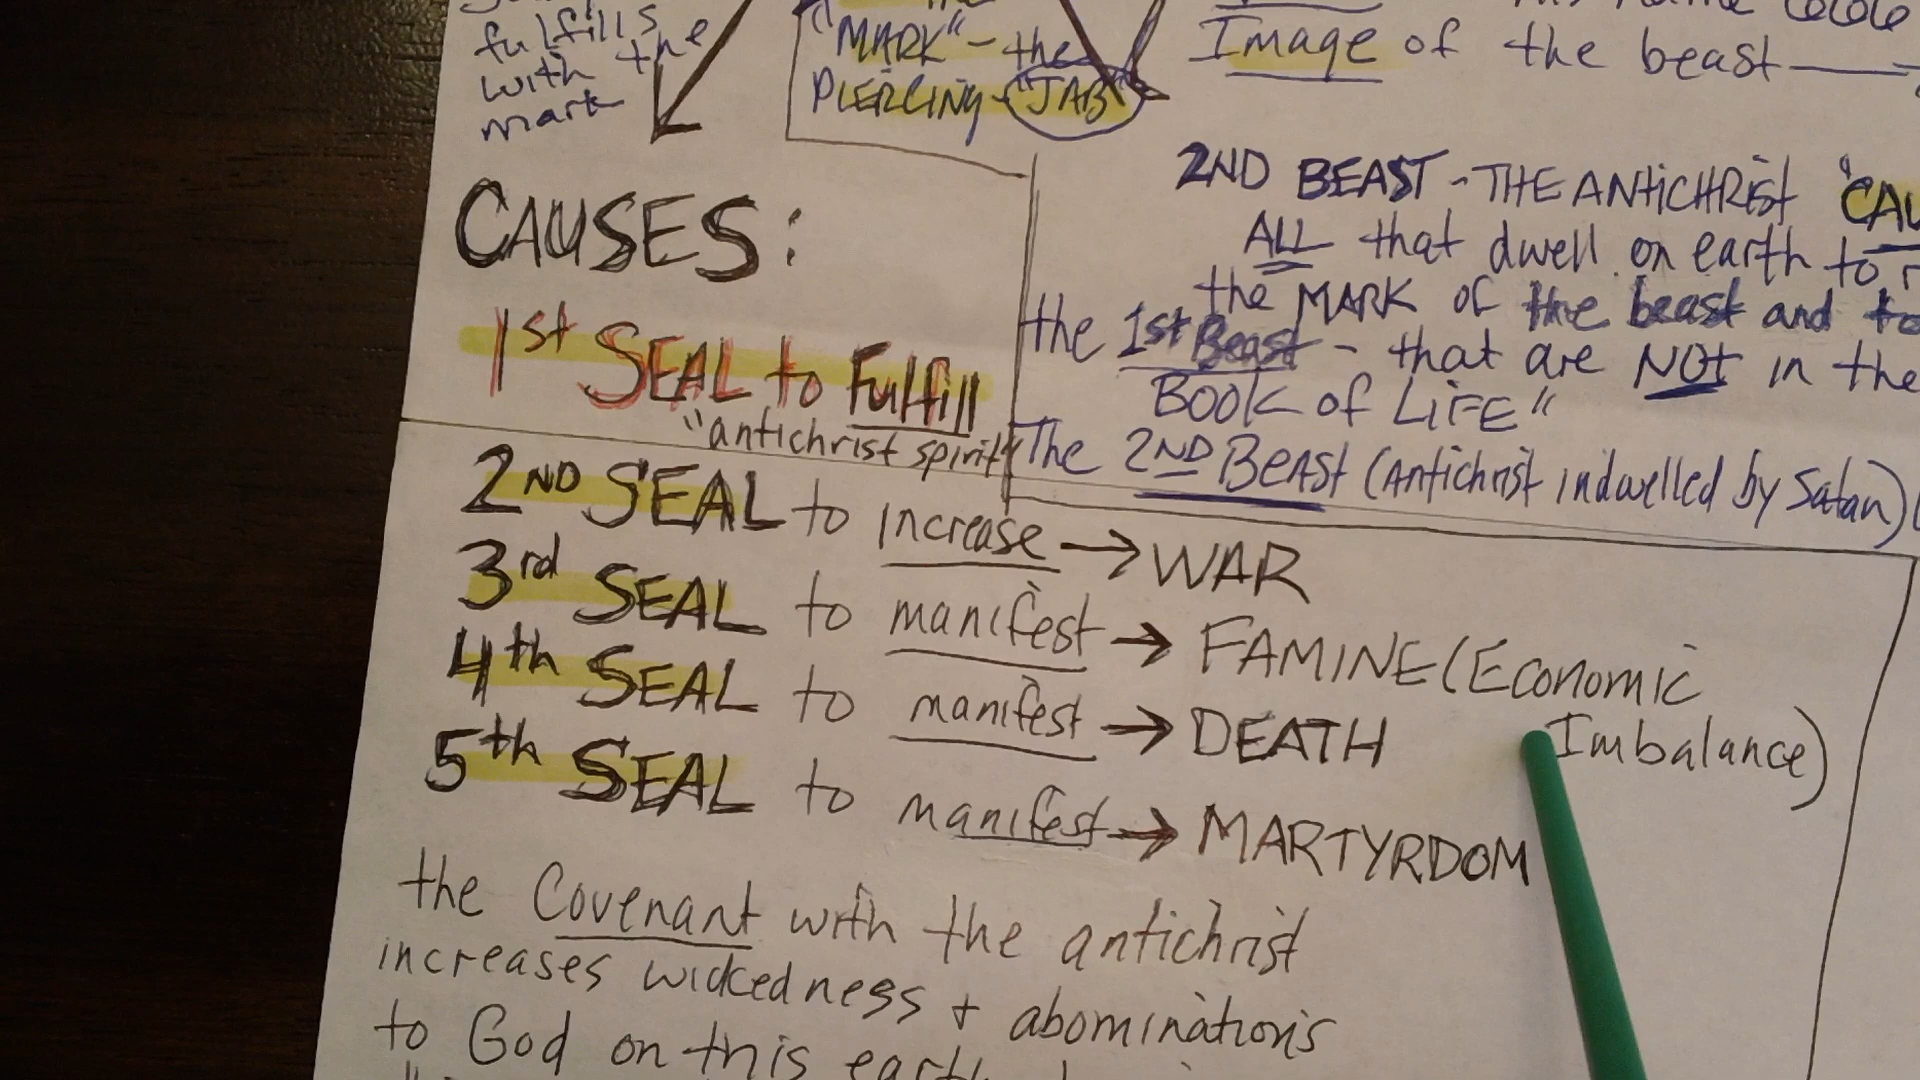 fulfills
with the
mark
"MARK" - the
PIERCING - "JAB"
Image of the beast
CAUSES:
1st SEAL to Fulfill
"antichrist spirit"
2ND BEAST - THE ANTICHRIST
ALL that dwell on earth to
the MARK of the beast and to
the 1st Beast - that are NOT in the
BOOK of LIFE"
The 2ND BEAST (Antichrist indwelled by Satan)
2ND SEAL to increase → WAR
3rd SEAL to manifest → FAMINE (Economic
Imbalance)
4th SEAL to manifest → DEATH
5th SEAL to manifest → MARTYRDOM
the Covenant with the antichrist
increases wickedness + abominations
to God on this earth